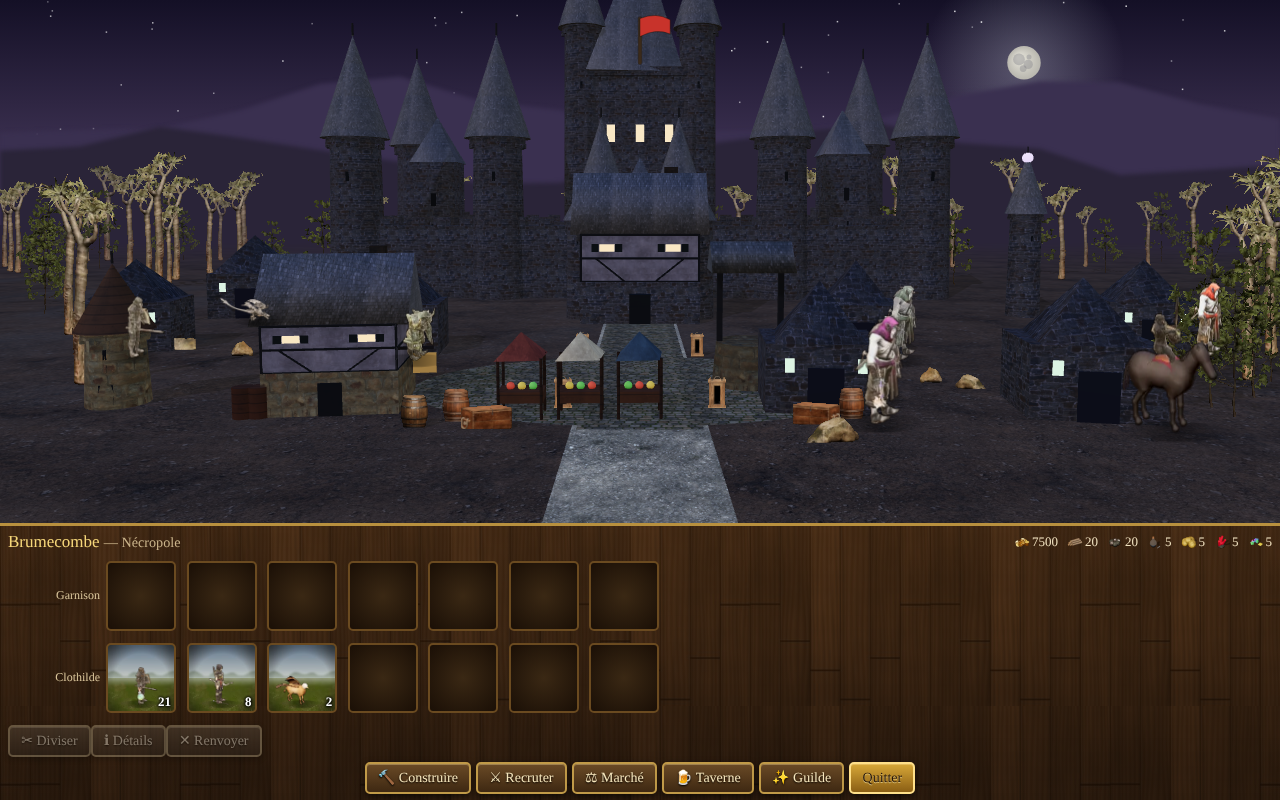 Brumecombe — Nécropole
7500 20 20 5 5 5 5
Garnison
Clothilde
21 8 2
✂ Diviser ℹ Détails ✕ Renvoyer
🔨 Construire ⚔ Recruter ⚖ Marché 🍺 Taverne ✨ Guilde Quitter